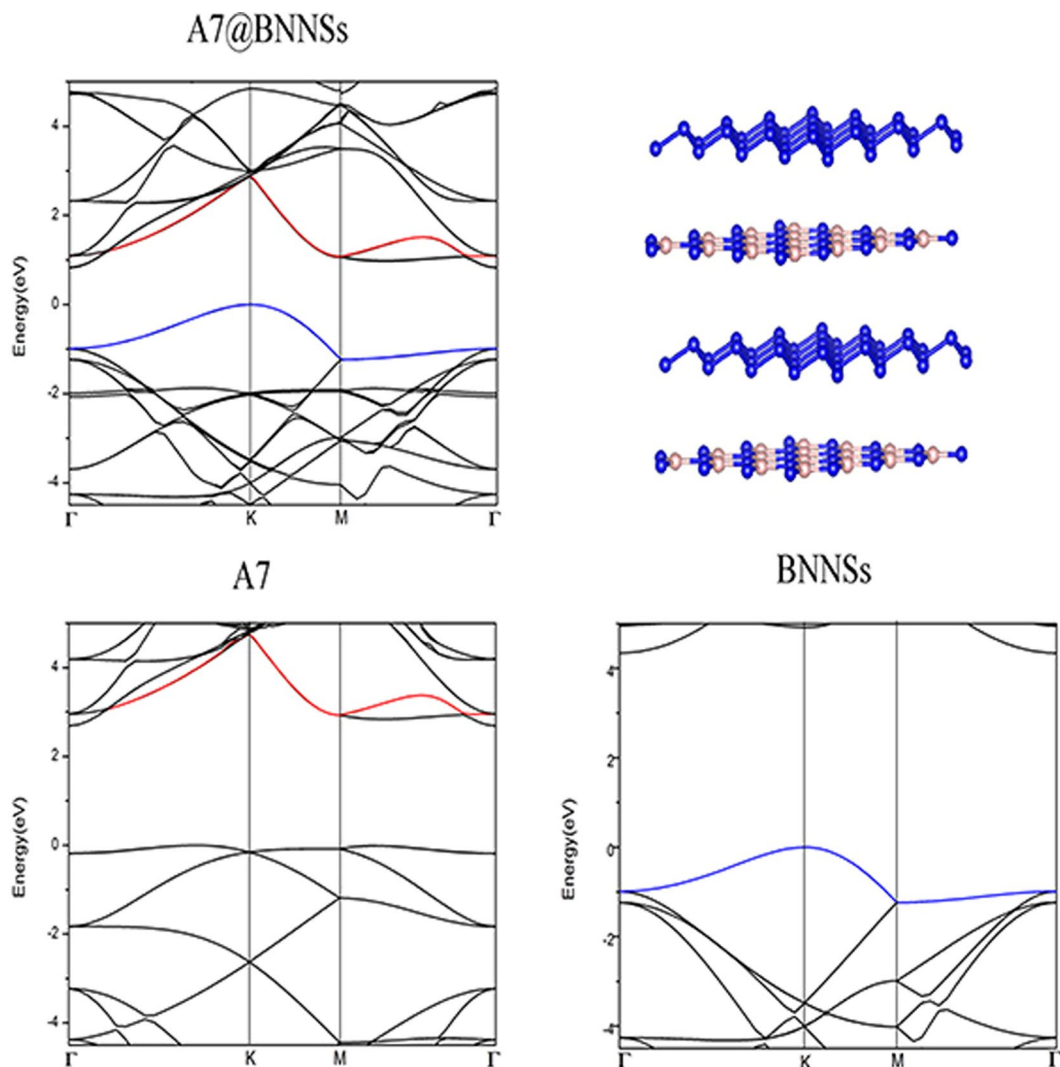 A7@BNNSs
Energy(eV)
4
2
0
-2
-4
Γ K M Γ
A7 BNNSs
Energy(eV)
4
2
0
-2
-4
Γ K M Γ
Energy(eV)
4
2
0
-2
-4
Γ K M Γ